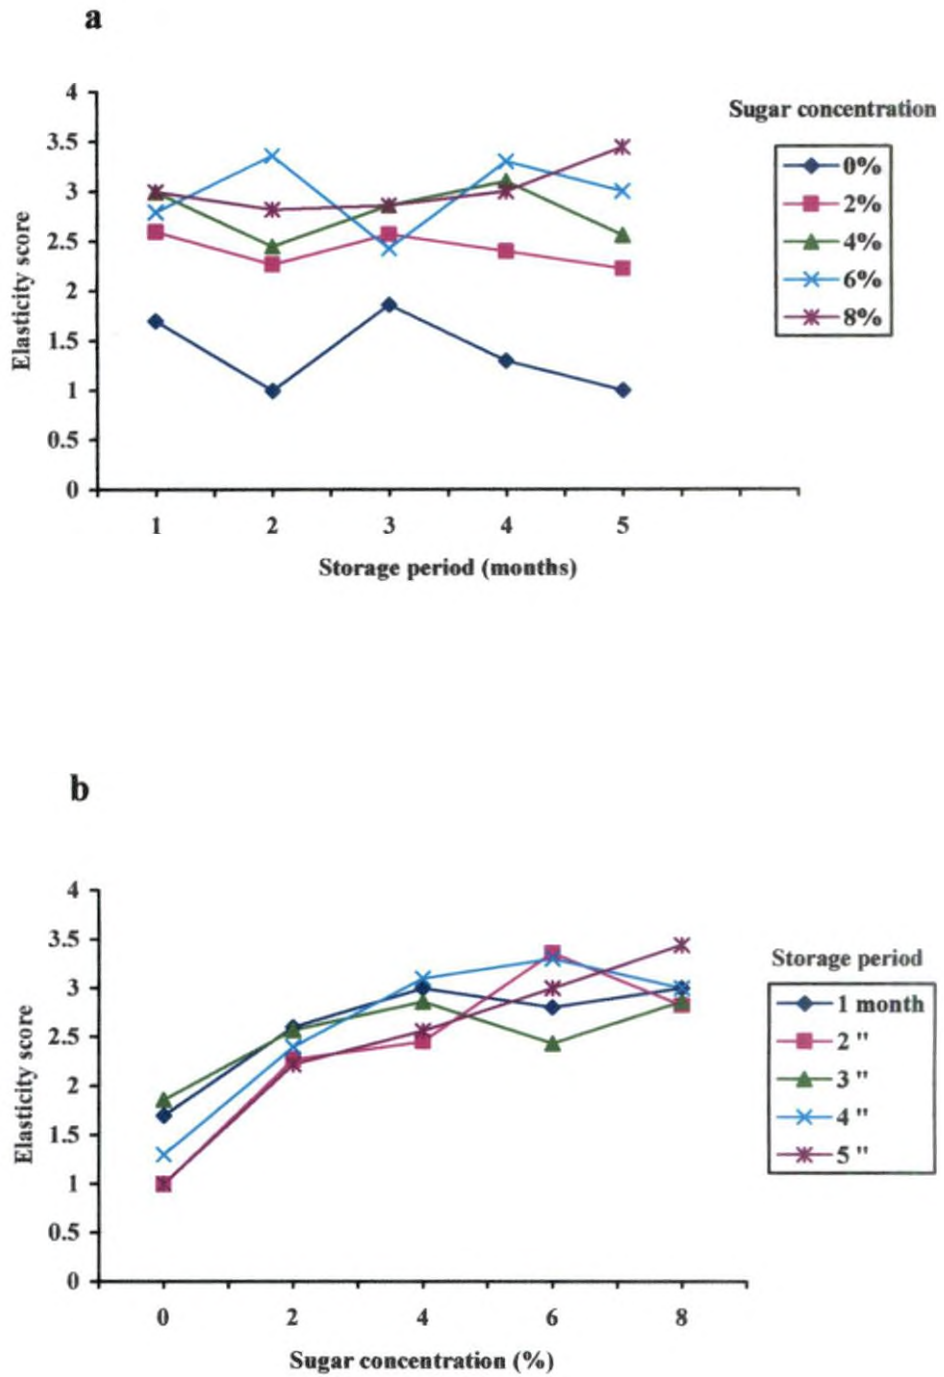 a
4
3.5
3
2.5
2
1.5
1
0.5
0
Elasticity score
1 2 3 4 5
Storage period (months)
Sugar concentration
0%
2%
4%
6%
8%
b
4
3.5
3
2.5
2
1.5
1
0.5
0
Elasticity score
0 2 4 6 8
Sugar concentration (%)
Storage period
1 month
2 "
3 "
4 "
5 "